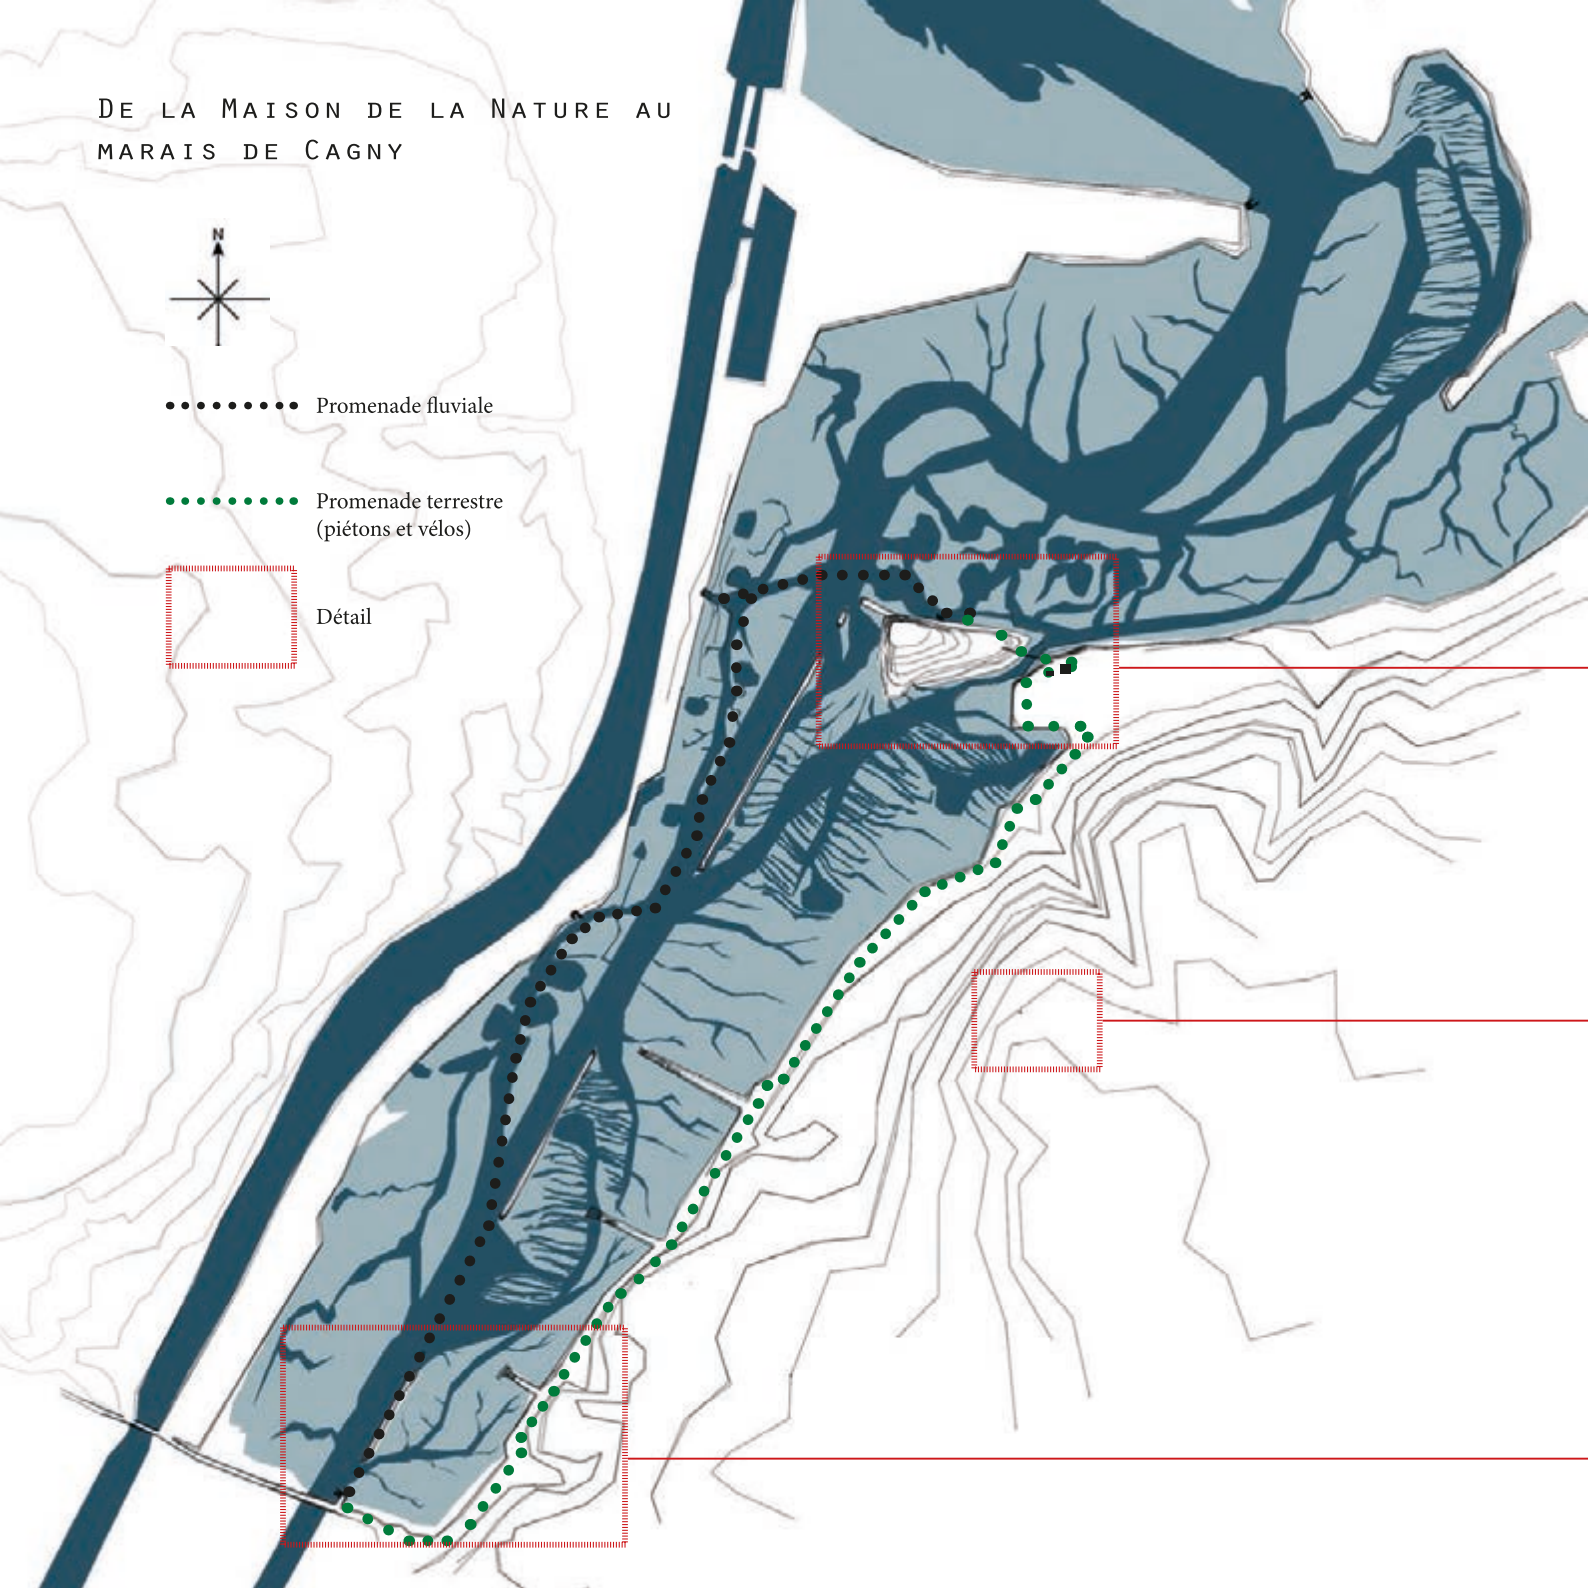 De la Maison de la Nature au
marais de Cagny
N
Promenade fluviale
Promenade terrestre
(piétons et vélos)
Détail